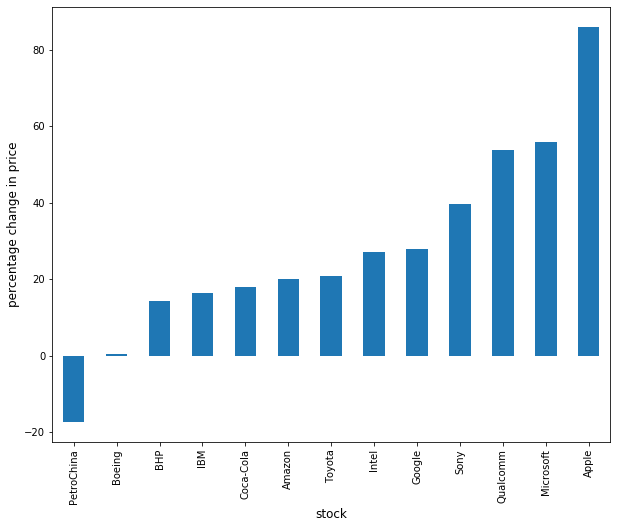 percentage change in price
80
60
40
20
0
−20
PetroChina
Boeing
BHP
IBM
Coca-Cola
Amazon
Toyota
Intel
Google
Sony
Qualcomm
Microsoft
Apple
stock